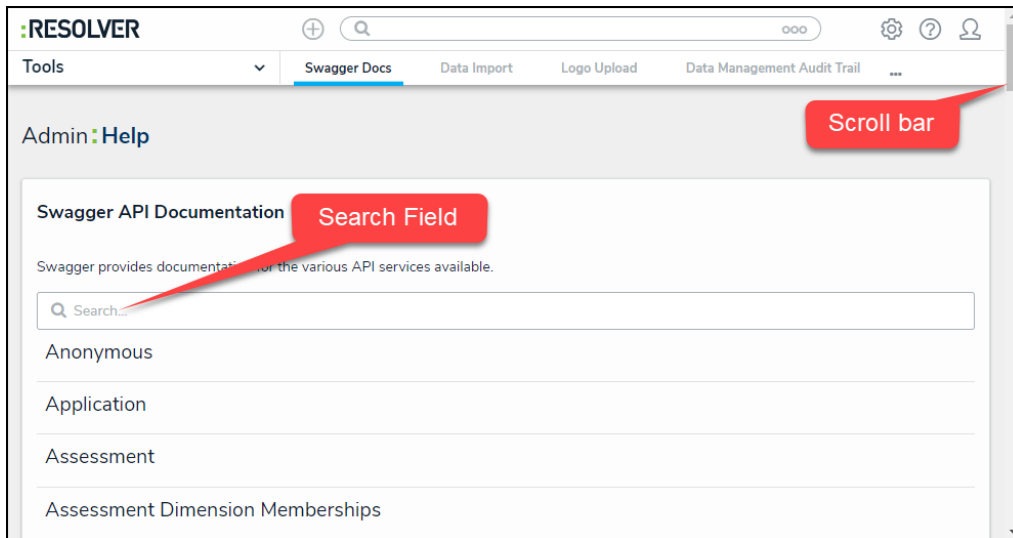 :RESOLVER
Tools
Swagger Docs
Data Import
Logo Upload
Data Management Audit Trail
...
Scroll bar
Admin:Help
Swagger API Documentation
Search Field
Swagger provides documentation for the various API services available.
Search...
Anonymous
Application
Assessment
Assessment Dimension Memberships